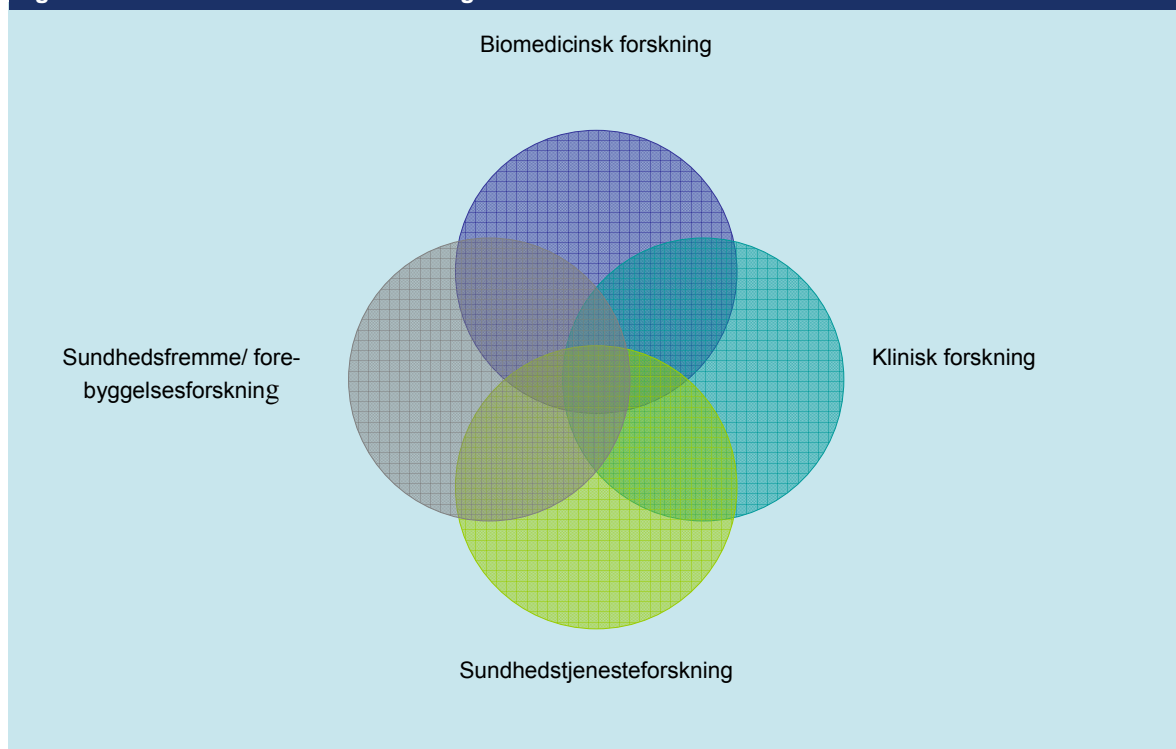 Biomedicinsk forskning
Sundhedsfremme/ fore-
byggelsesforskning
Klinisk forskning
Sundhedstjenesteforskning